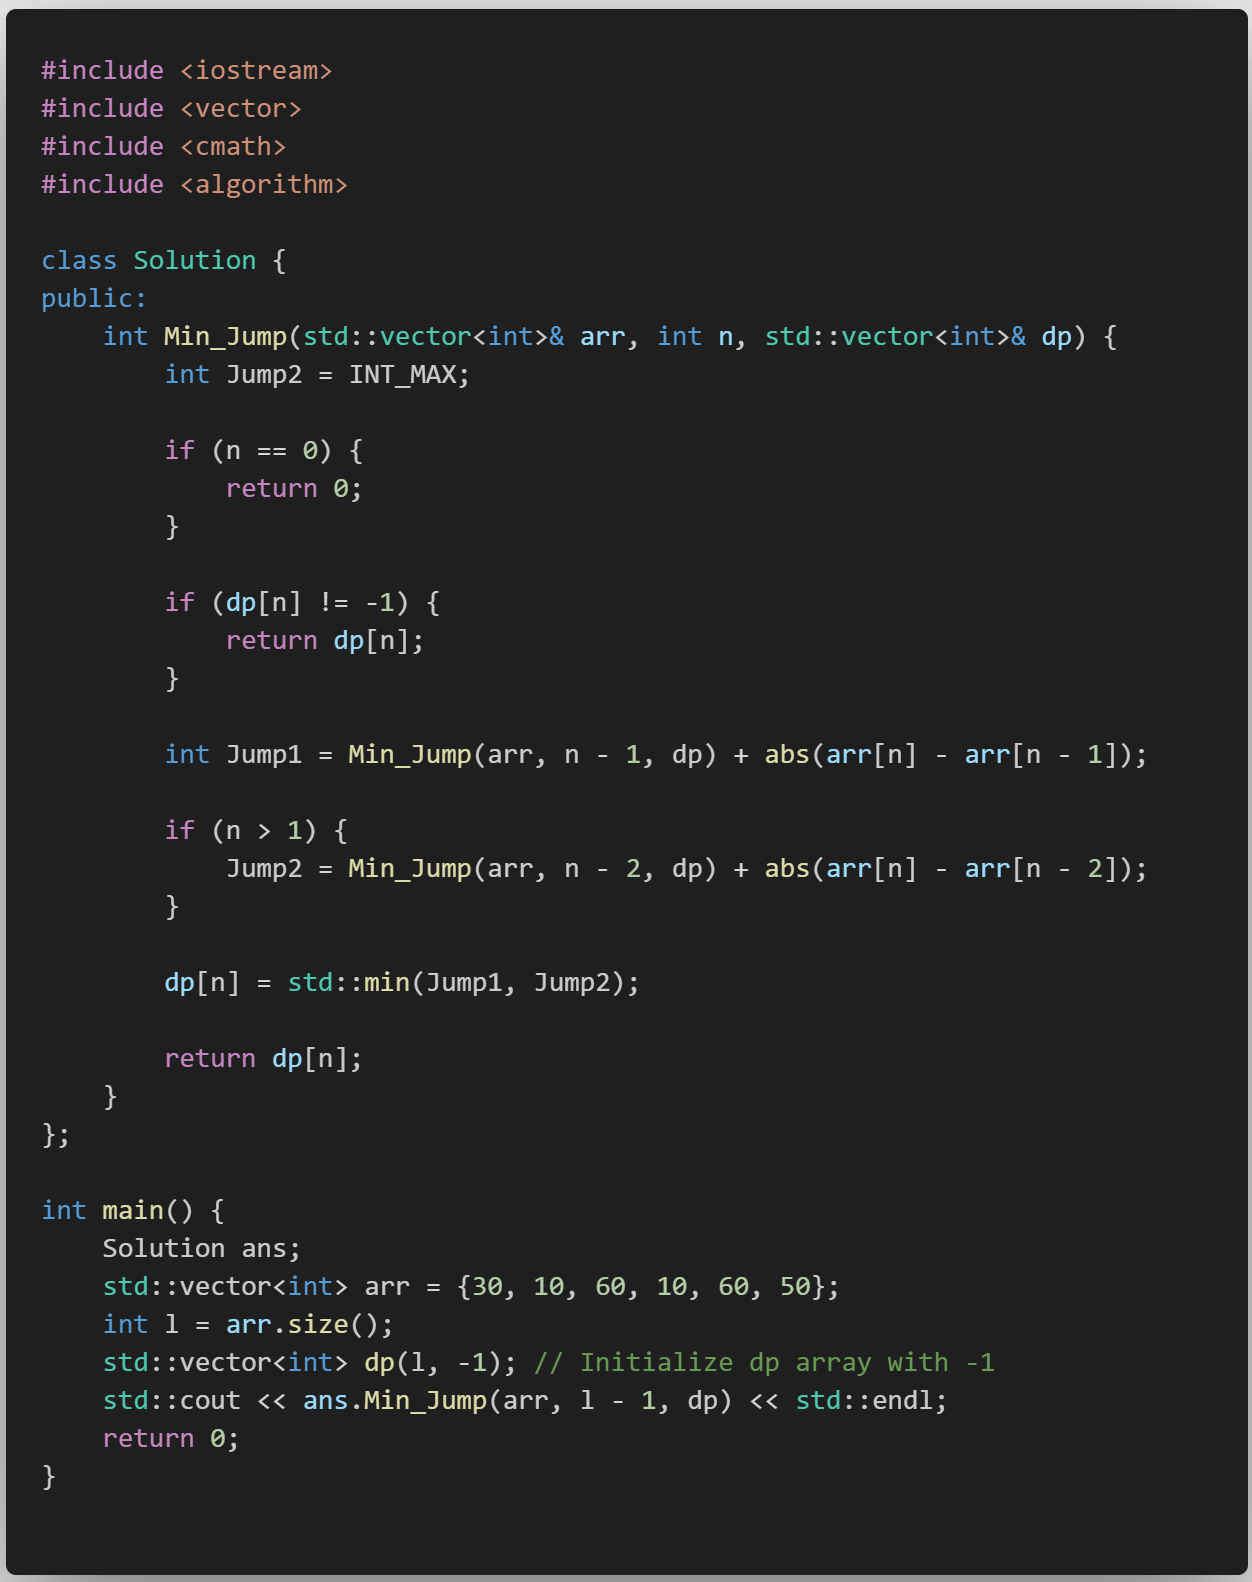 #include <iostream>
#include <vector>
#include <cmath>
#include <algorithm>

class Solution {
public:
    int Min_Jump(std::vector<int>& arr, int n, std::vector<int>& dp) {
        int Jump2 = INT_MAX;

        if (n == 0) {
            return 0;
        }

        if (dp[n] != -1) {
            return dp[n];
        }

        int Jump1 = Min_Jump(arr, n - 1, dp) + abs(arr[n] - arr[n - 1]);

        if (n > 1) {
            Jump2 = Min_Jump(arr, n - 2, dp) + abs(arr[n] - arr[n - 2]);
        }

        dp[n] = std::min(Jump1, Jump2);

        return dp[n];
    }
};

int main() {
    Solution ans;
    std::vector<int> arr = {30, 10, 60, 10, 60, 50};
    int l = arr.size();
    std::vector<int> dp(l, -1); // Initialize dp array with -1
    std::cout << ans.Min_Jump(arr, l - 1, dp) << std::endl;
    return 0;
}